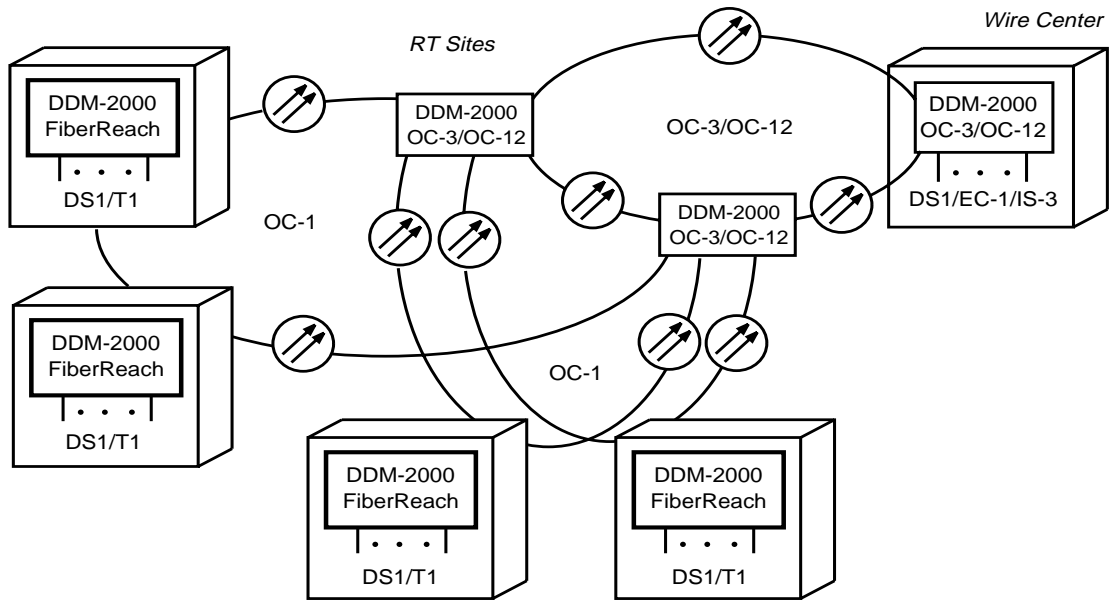 Wire Center
RT Sites
DDM-2000
FiberReach
DS1/T1
DDM-2000
OC-3/OC-12
OC-3/OC-12
DDM-2000
OC-3/OC-12
DS1/EC-1/IS-3
OC-1
DDM-2000
OC-3/OC-12
DDM-2000
FiberReach
DS1/T1
OC-1
DDM-2000
FiberReach
DS1/T1
DDM-2000
FiberReach
DS1/T1